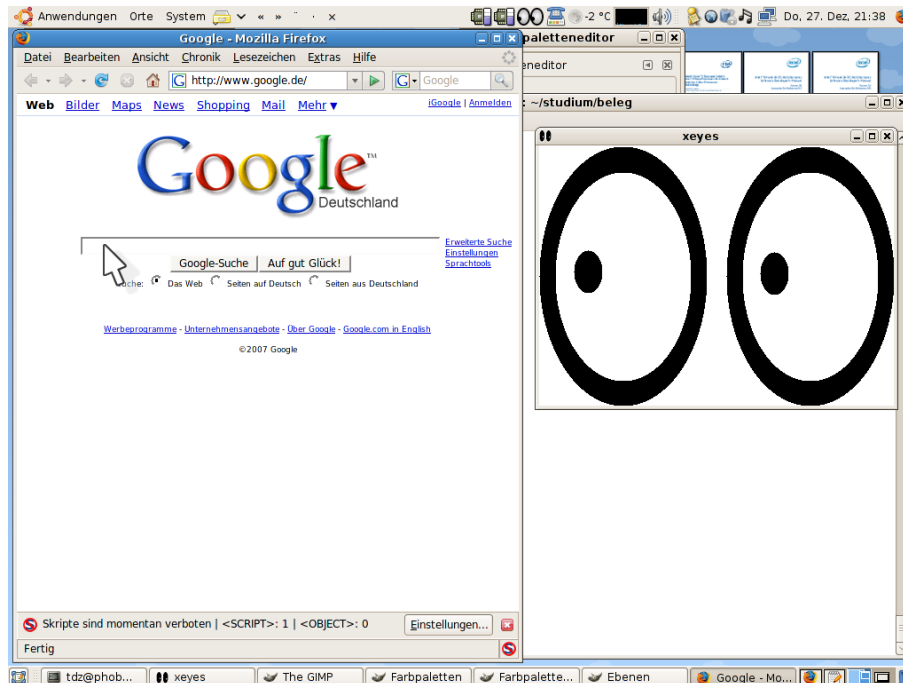 Anwendungen Orte System
-2 °C
Do, 27. Dez, 21:38
Google - Mozilla Firefox
Datei Bearbeiten Ansicht Chronik Lesezeichen Extras Hilfe
G http://www.google.de/
G Google
Web Bilder Maps News Shopping Mail Mehr ▼
iGoogle | Anmelden
Google™
Deutschland
Erweiterte Suche
Einstellungen
Sprachtools
Google-Suche Auf gut Glück!
Das Web Seiten auf Deutsch Seiten aus Deutschland
Werbeprogramme - Unternehmensangebote - Über Google - Google.com in English
©2007 Google
Skripte sind momentan verboten | <SCRIPT>: 1 | <OBJECT>: 0
Einstellungen...
Fertig
paletteneditor
eneditor
: ~/studium/beleg
xeyes
tdz@phob... xeyes The GIMP Farbpaletten Farbpalette... Ebenen Google - Mo...